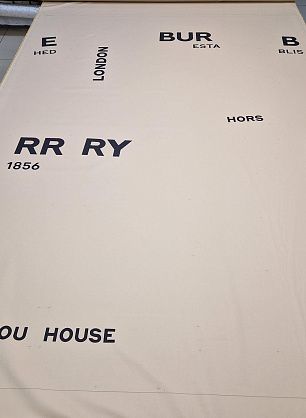 E
HED
LONDON
BUR
ESTA
B
BLIS
HORS
RR RY
1856
OU HOUSE